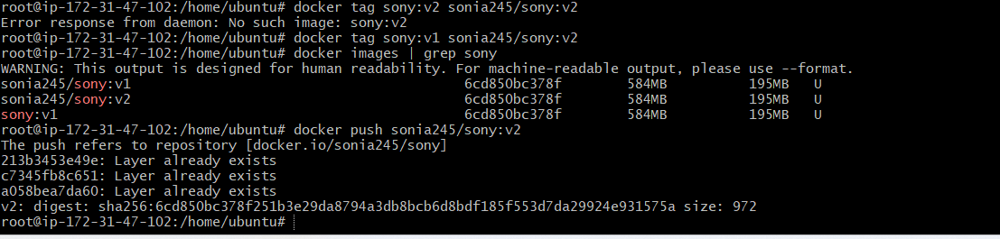 root@ip-172-31-47-102:/home/ubuntu# docker tag sony:v2 sonia245/sony:v2
Error response from daemon: No such image: sony:v2
root@ip-172-31-47-102:/home/ubuntu# docker tag sony:v1 sonia245/sony:v2
root@ip-172-31-47-102:/home/ubuntu# docker images | grep sony
WARNING: This output is designed for human readability. For machine-readable output, please use --format.
sonia245/sony:v1 6cd850bc378f 584MB 195MB U
sonia245/sony:v2 6cd850bc378f 584MB 195MB U
sony:v1 6cd850bc378f 584MB 195MB U
root@ip-172-31-47-102:/home/ubuntu# docker push sonia245/sony:v2
The push refers to repository [docker.io/sonia245/sony]
213b3453e49e: Layer already exists
c7345fb8c651: Layer already exists
a058bea7da60: Layer already exists
v2: digest: sha256:6cd850bc378f251b3e29da8794a3db8bcb6d8bdf185f553d7da29924e931575a size: 972
root@ip-172-31-47-102:/home/ubuntu#